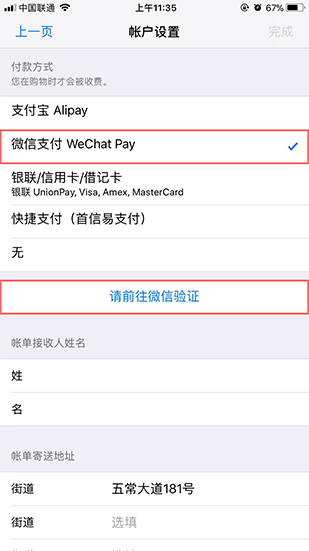 中国联通 上午11:35 67%
上一页 帐户设置 完成
付款方式
您在购物时才会被收费。
支付宝 Alipay
微信支付 WeChat Pay
银联/信用卡/借记卡
银联 UnionPay, Visa, Amex, MasterCard
快捷支付（首信易支付）
无
请前往微信验证
帐单接收人姓名
姓
名
帐单寄送地址
街道 五常大道181号
街道 选填